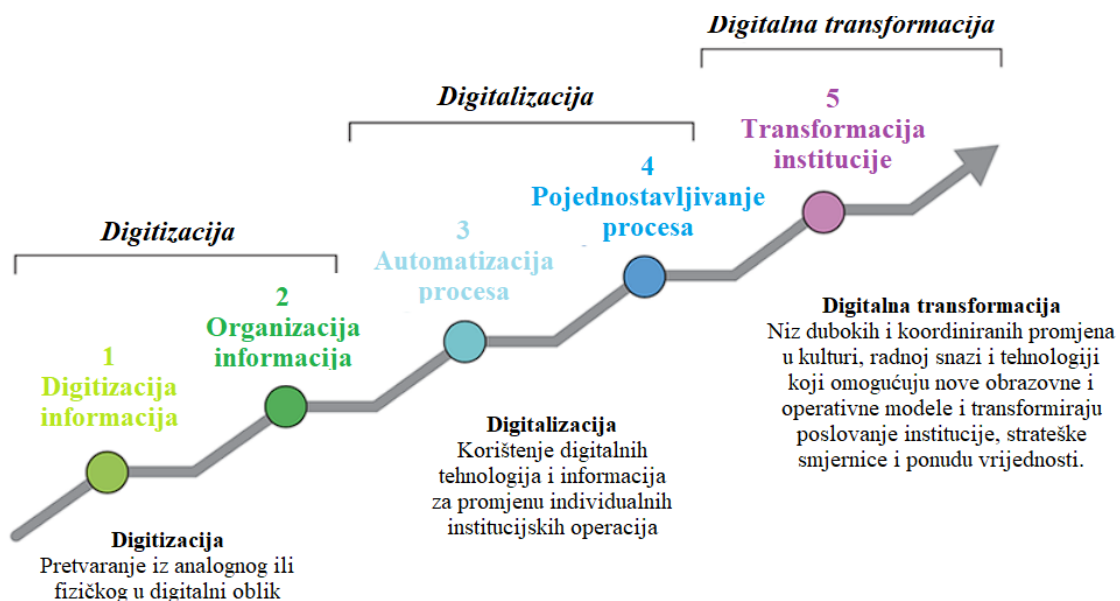 Digitalna transformacija
Digitalizacija
Digitizacija
1
Digitizacija
informacija
2
Organizacija
informacija
3
Automatizacija
procesa
4
Pojednostavljivanje
procesa
5
Transformacija
institucije
Digitizacija
Pretvaranje iz analognog ili
fizičkog u digitalni oblik
Digitalizacija
Korištenje digitalnih
tehnologija i informacija
za promjenu individualnih
institucijskih operacija
Digitalna transformacija
Niz dubokih i koordiniranih promjena
u kulturi, radnoj snazi i tehnologiji
koji omogućuju nove obrazovne i
operativne modele i transformiraju
poslovanje institucije, strateške
smjernice i ponudu vrijednosti.